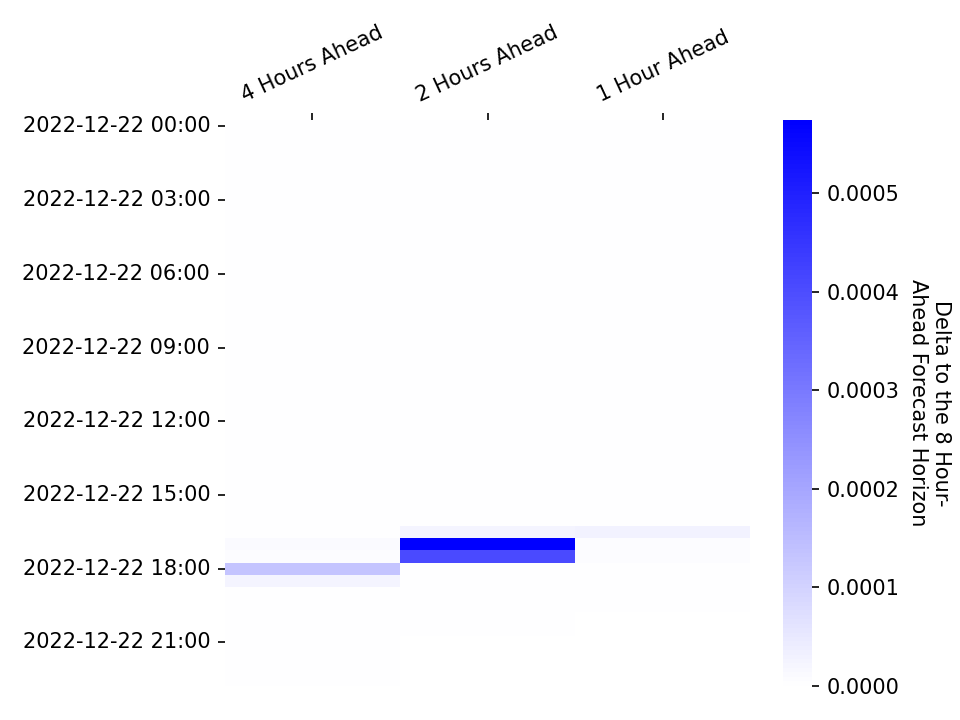 4 Hours Ahead
2 Hours Ahead
1 Hour Ahead
2022-12-22 00:00
2022-12-22 03:00
2022-12-22 06:00
2022-12-22 09:00
2022-12-22 12:00
2022-12-22 15:00
2022-12-22 18:00
2022-12-22 21:00
0.0005
0.0004
0.0003
0.0002
0.0001
0.0000
Delta to the 8 Hour-
Ahead Forecast Horizon